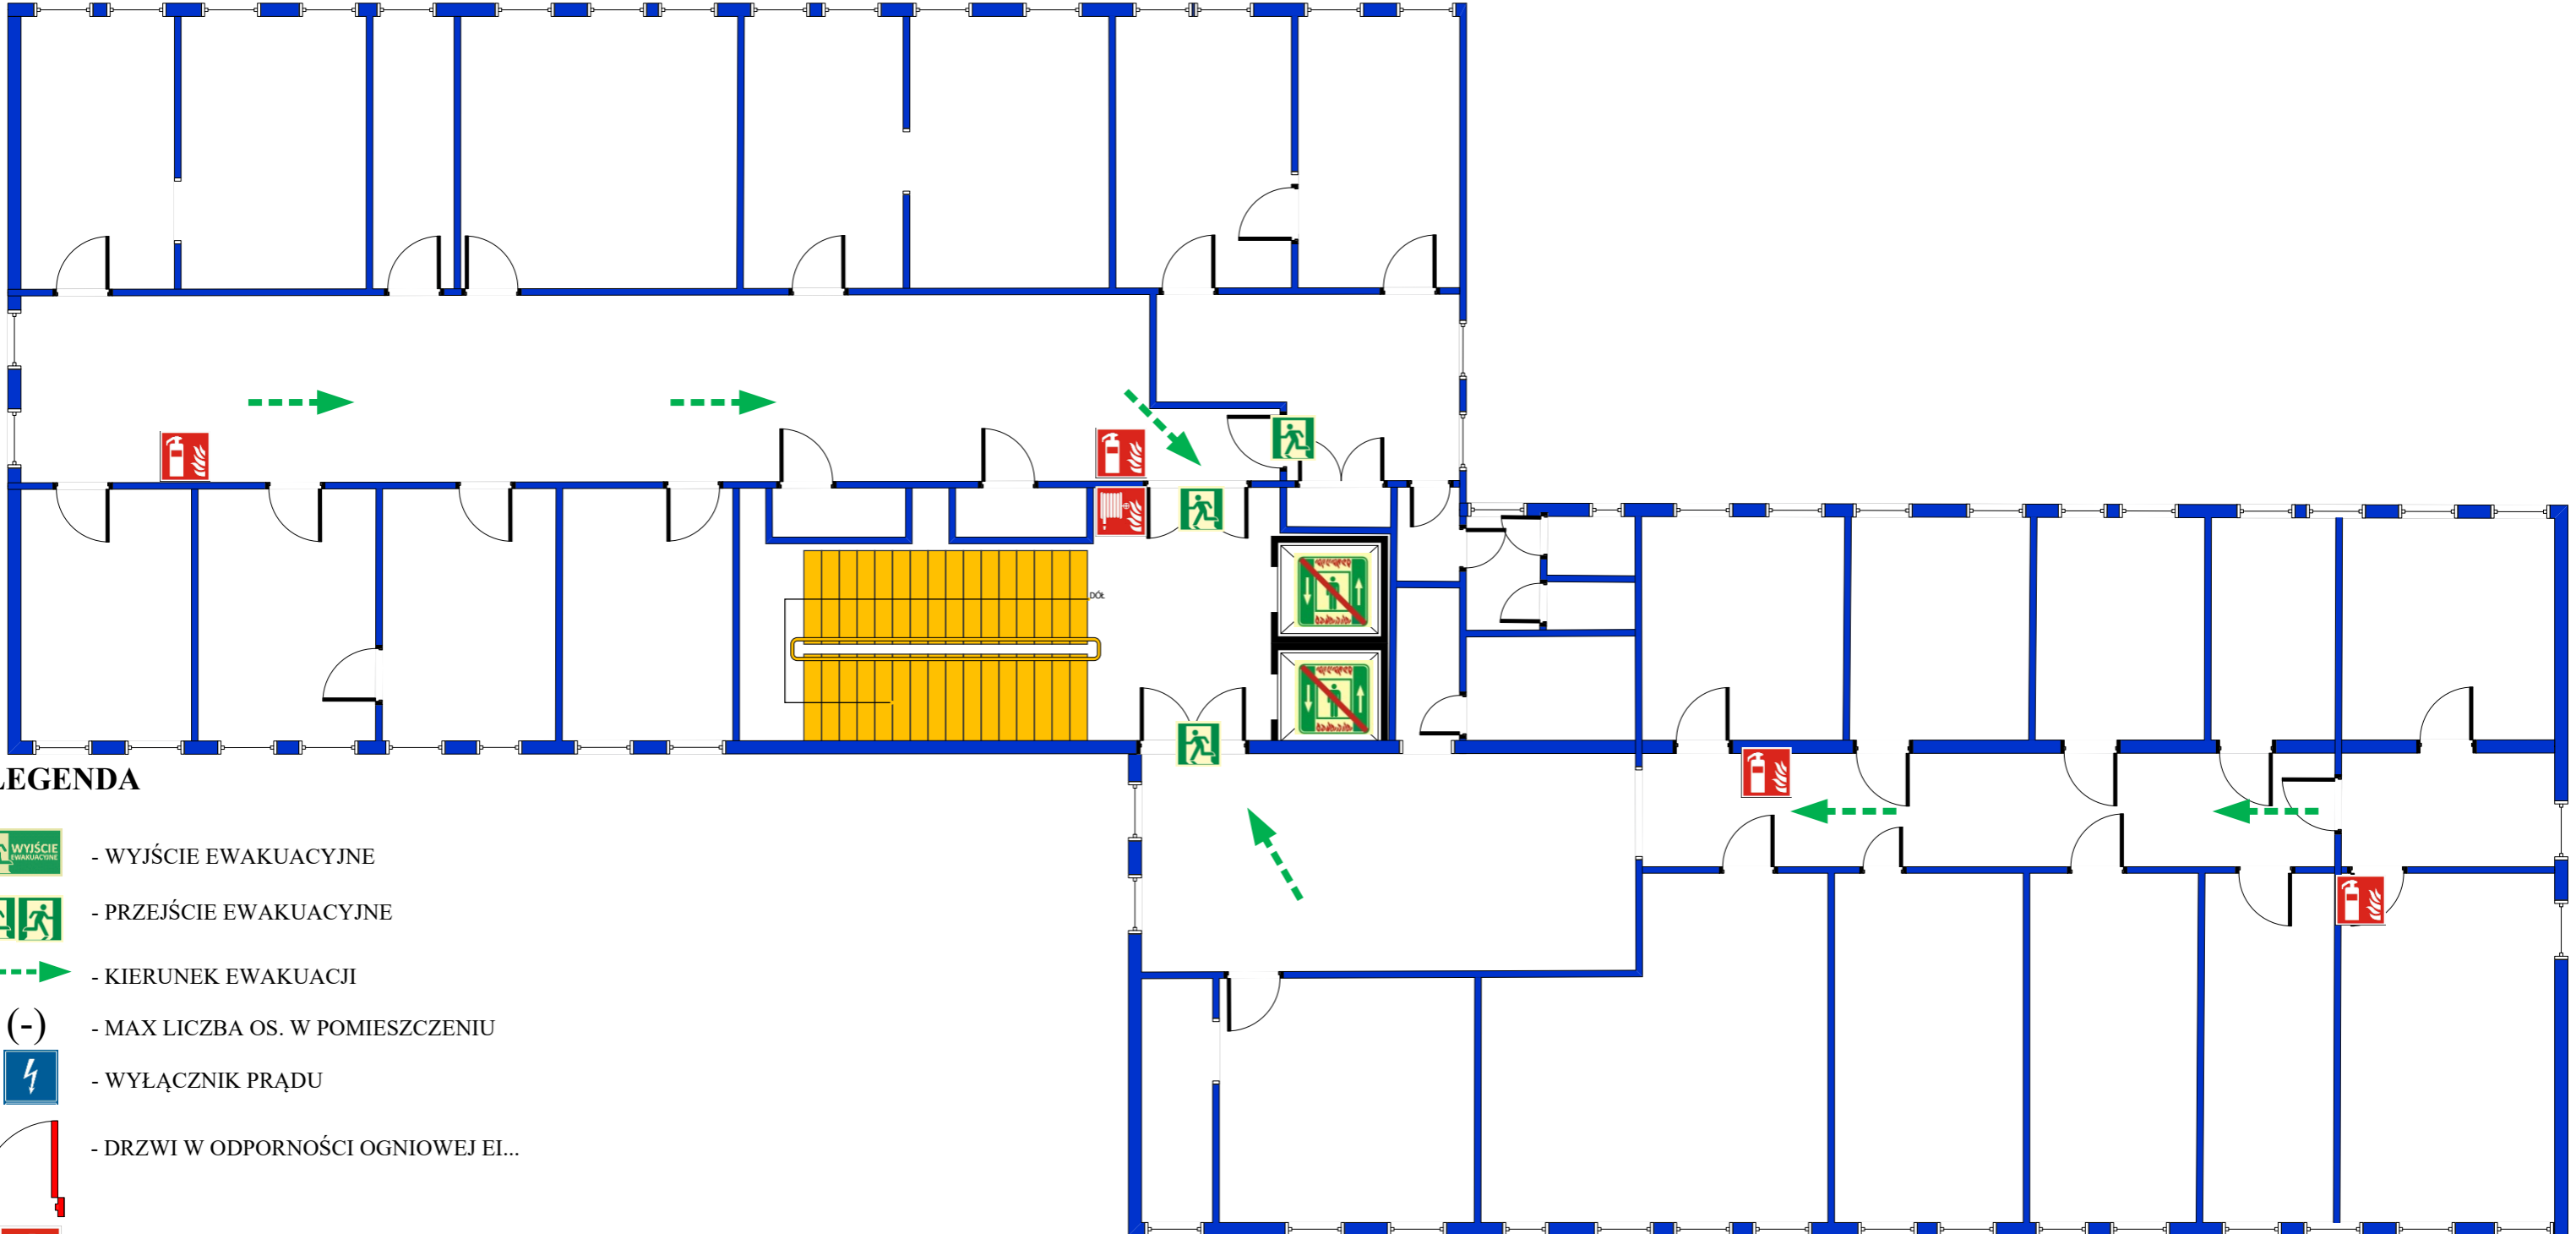 DÓŁ
LEGENDA
WYJŚCIE
EWAKUACYJNE
- WYJŚCIE EWAKUACYJNE
- PRZEJŚCIE EWAKUACYJNE
- KIERUNEK EWAKUACJI
(-) - MAX LICZBA OS. W POMIESZCZENIU
- WYŁĄCZNIK PRĄDU
- DRZWI W ODPORNOŚCI OGNIOWEJ EI...